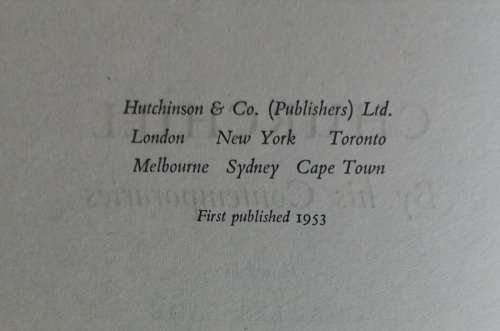 Hutchinson & Co. (Publishers) Ltd.
London New York Toronto
Melbourne Sydney Cape Town
First published 1953